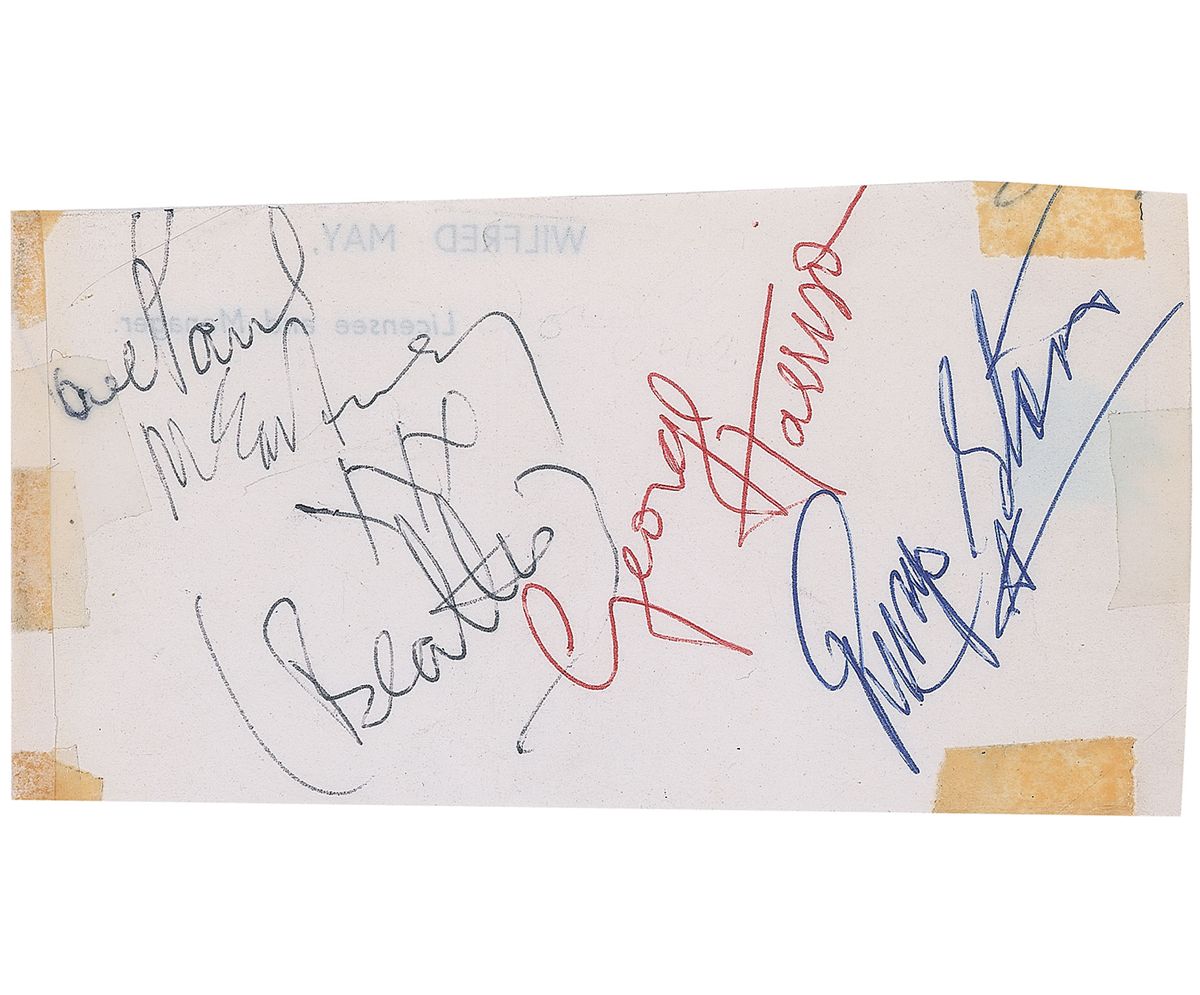 WILFRED MAY.
Licensee and Manager.
love Paul
McCartney
xxx
(Beatles)
George Harrison
Ringo Starr